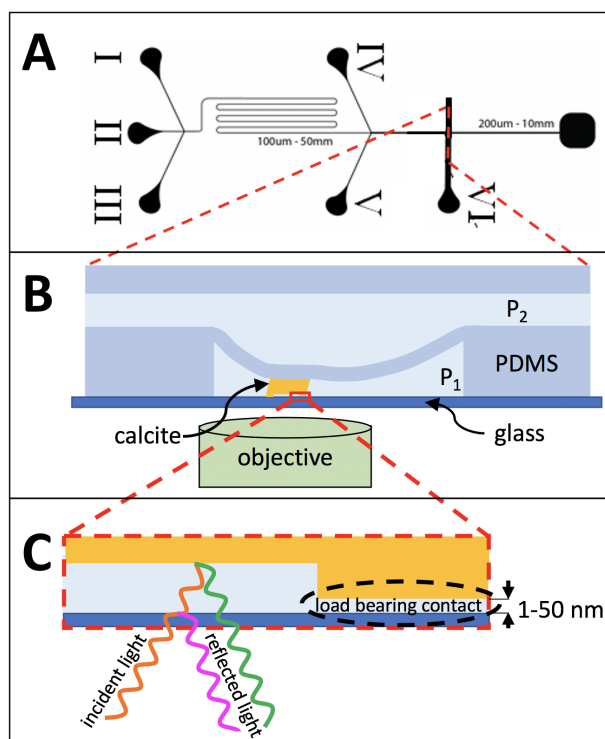 A
I
II
III
IV
V
VI
100um - 50mm
200um - 10mm
B
P2
P1
PDMS
calcite
glass
objective
C
load bearing contact
1-50 nm
incident light
reflected light